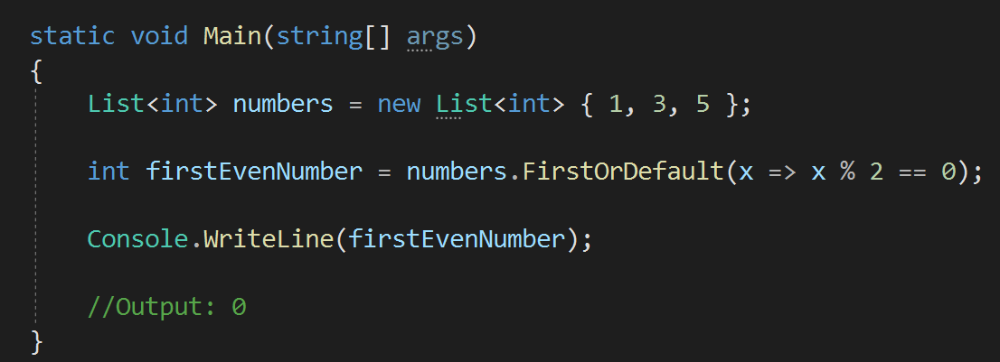 static void Main(string[] args)
{
List<int> numbers = new List<int> { 1, 3, 5 };
int firstEvenNumber = numbers.FirstOrDefault(x => x % 2 == 0);
Console.WriteLine(firstEvenNumber);
//Output: 0
}